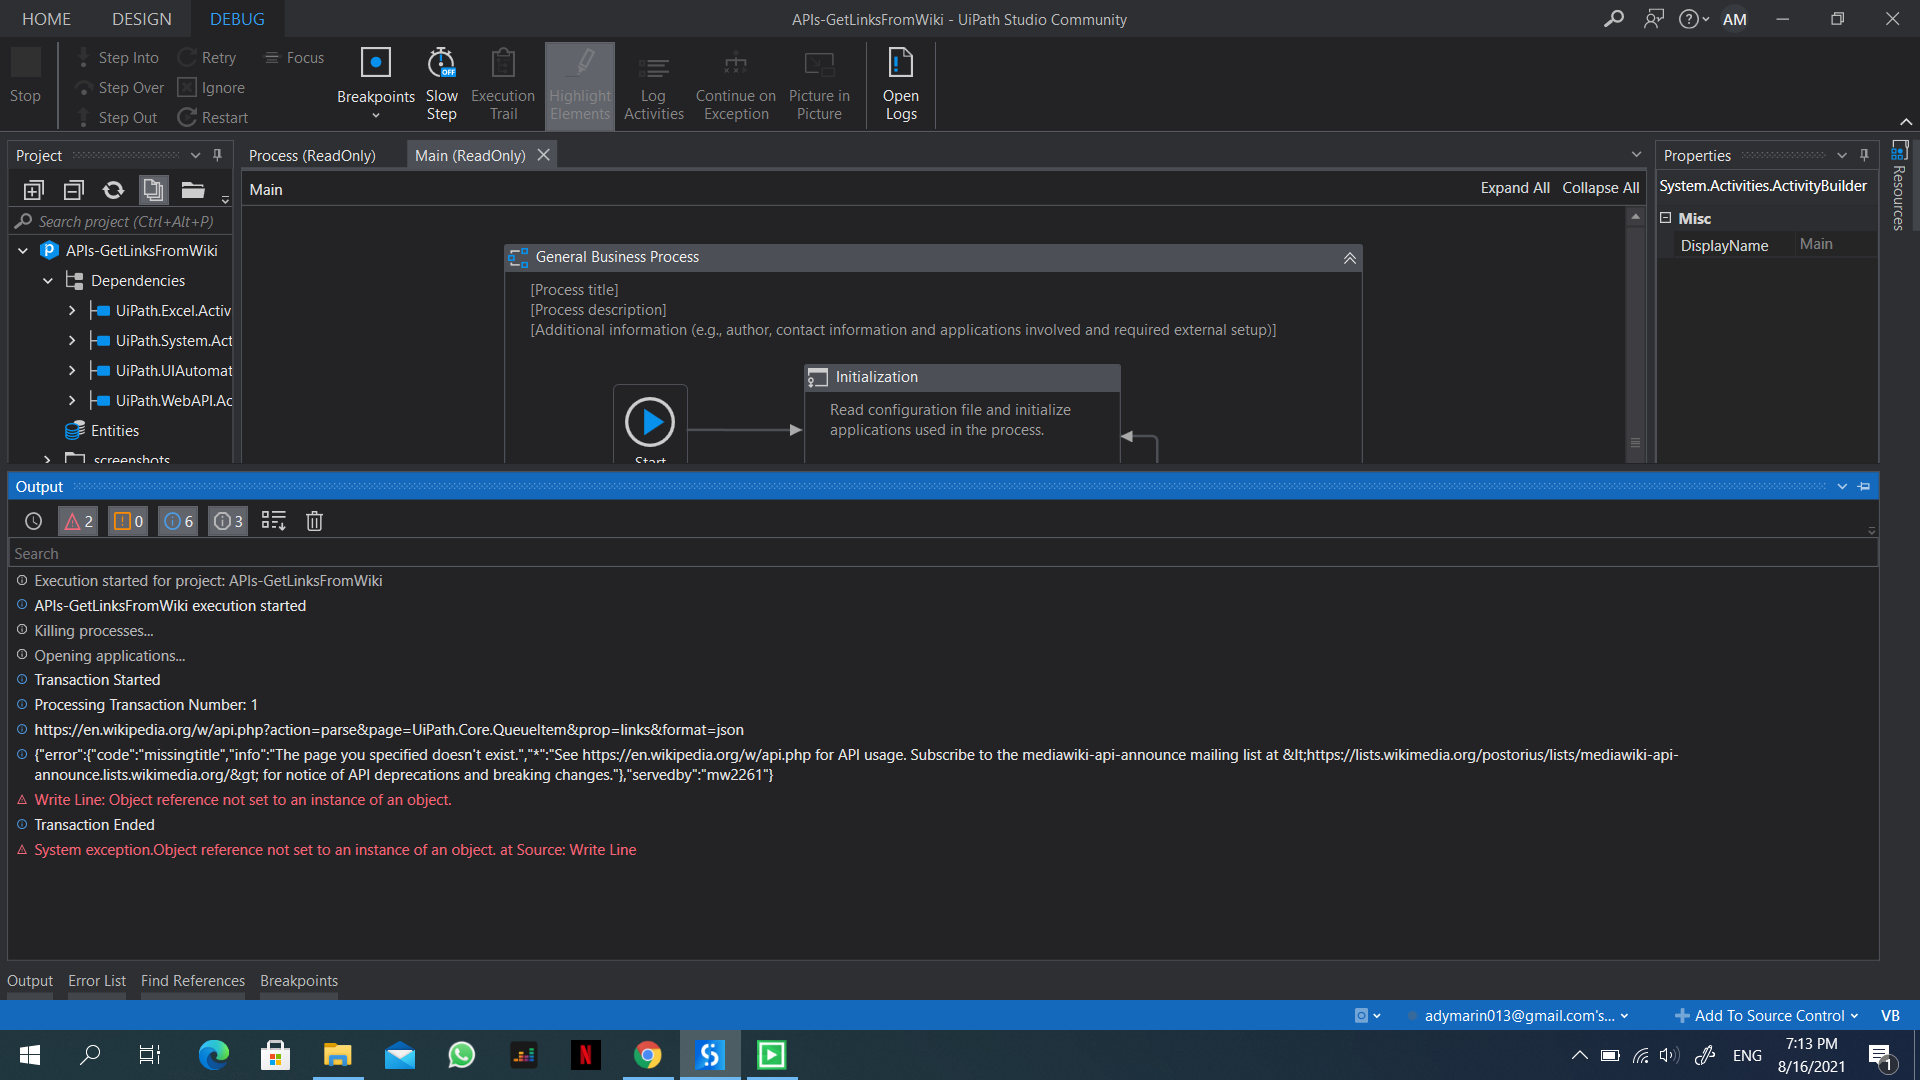 HOME DESIGN DEBUG
APIs-GetLinksFromWiki - UiPath Studio Community
AM
Stop
Step Into
Step Over
Step Out
Retry
Ignore
Restart
Focus
Breakpoints
OFF
Slow
Step
Execution
Trail
Highlight
Elements
Log
Activities
Continue on
Exception
Picture in
Picture
Open
Logs
Project
Search project (Ctrl+Alt+P)
APIs-GetLinksFromWiki
Dependencies
UiPath.Excel.Activ
UiPath.System.Act
UiPath.UIAutomat
UiPath.WebAPI.Ac
Entities
.screenshots
Process (ReadOnly)
Main (ReadOnly)
Main
Expand All Collapse All
General Business Process
[Process title]
[Process description]
[Additional information (e.g., author, contact information and applications involved and required external setup)]
Start
Initialization
Read configuration file and initialize
applications used in the process.
Properties
System.Activities.ActivityBuilder
Misc
DisplayName Main
Resources
Output
2 0 6 3
Search
Execution started for project: APIs-GetLinksFromWiki
APIs-GetLinksFromWiki execution started
Killing processes...
Opening applications...
Transaction Started
Processing Transaction Number: 1
https://en.wikipedia.org/w/api.php?action=parse&page=UiPath.Core.QueueItem&prop=links&format=json
{"error":{"code":"missingtitle","info":"The page you specified doesn't exist.","*":"See https://en.wikipedia.org/w/api.php for API usage. Subscribe to the mediawiki-api-announce mailing list at &lt;https://lists.wikimedia.org/postorius/lists/mediawiki-api-
announce.lists.wikimedia.org/&gt; for notice of API deprecations and breaking changes."},"servedby":"mw2261"}
Write Line: Object reference not set to an instance of an object.
Transaction Ended
System exception.Object reference not set to an instance of an object. at Source: Write Line
Output Error List Find References Breakpoints
adymarin013@gmail.com's...
Add To Source Control
VB
ENG
7:13 PM
8/16/2021
1